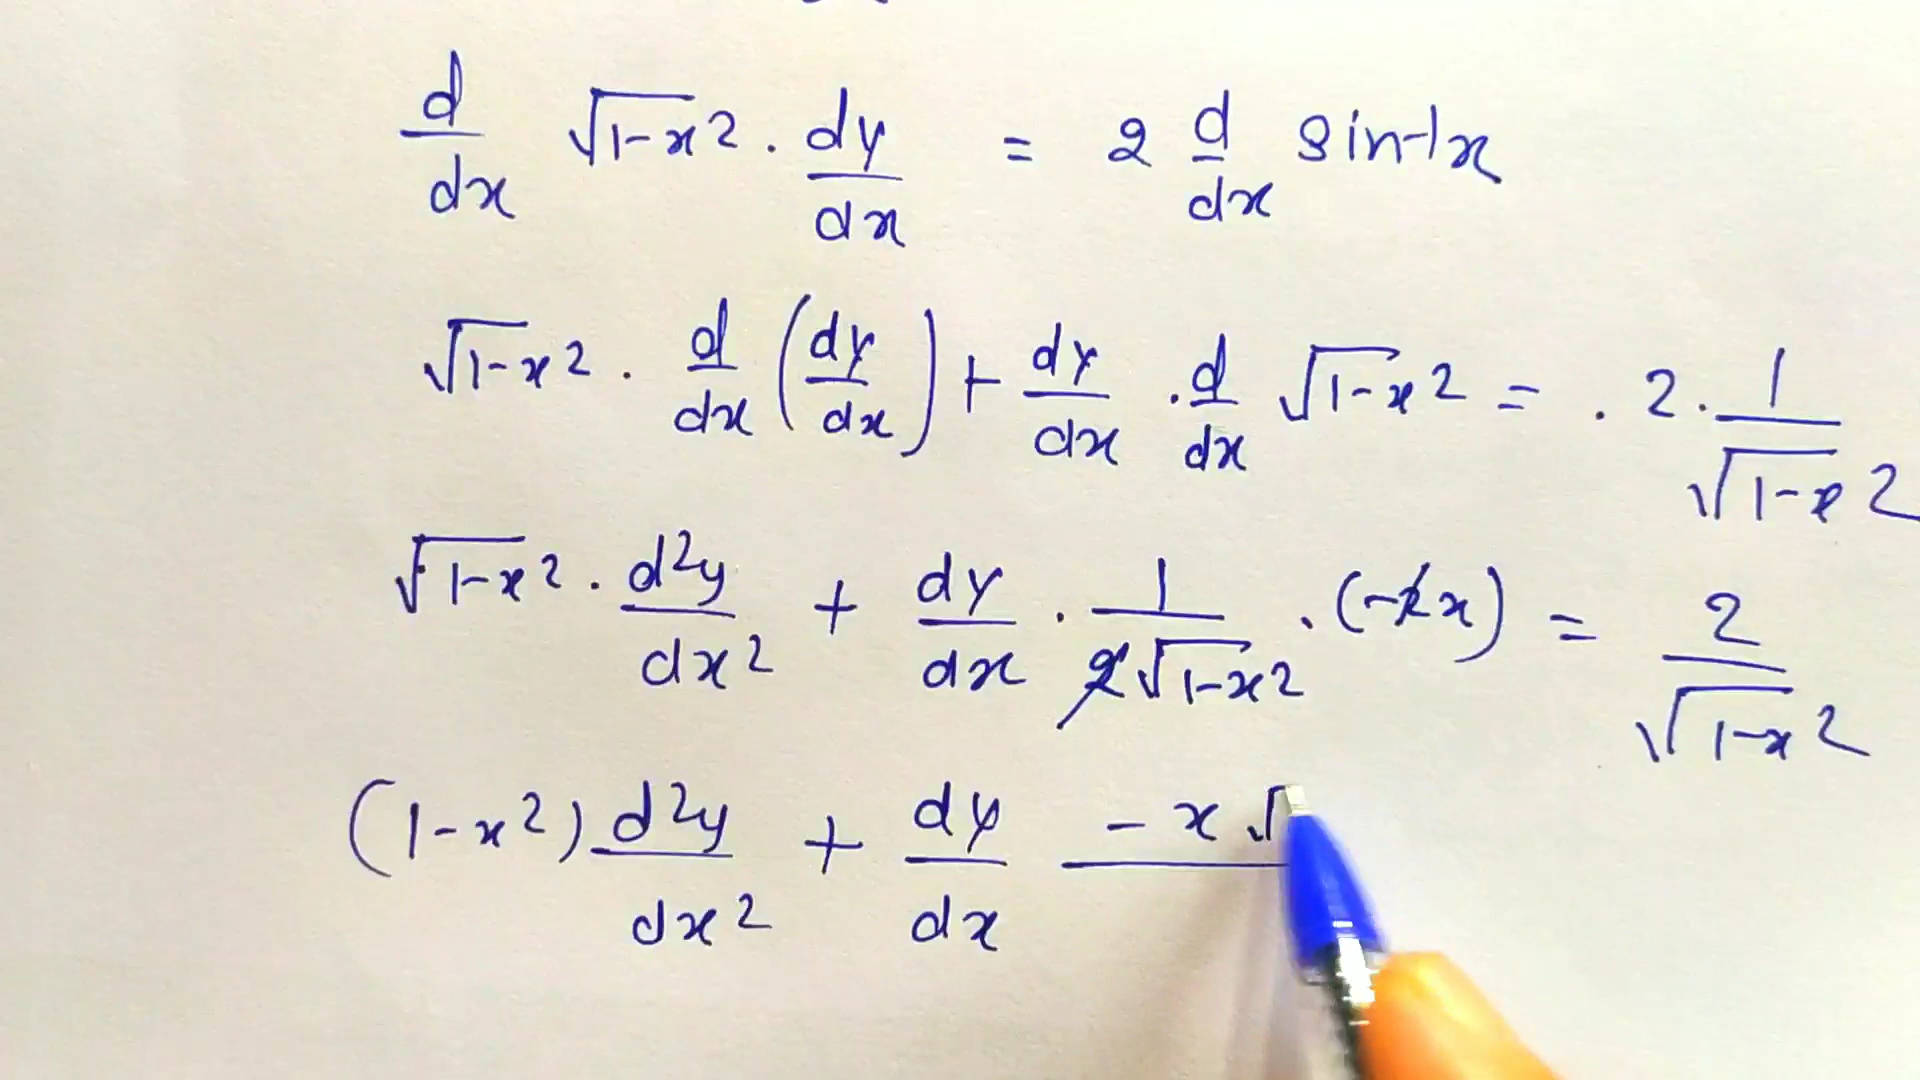 d/dx √1-x2 . dy/dx = 2 d/dx sin-1x
√1-x2 . d/dx (dy/dx) + dy/dx . d/dx √1-x2 = . 2 . 1/√1-x2
√1-x2 . d2y/dx2 + dy/dx . 1/2√1-x2 . (-2x) = 2/√1-x2
(1-x2) d2y/dx2 + dy/dx - x √